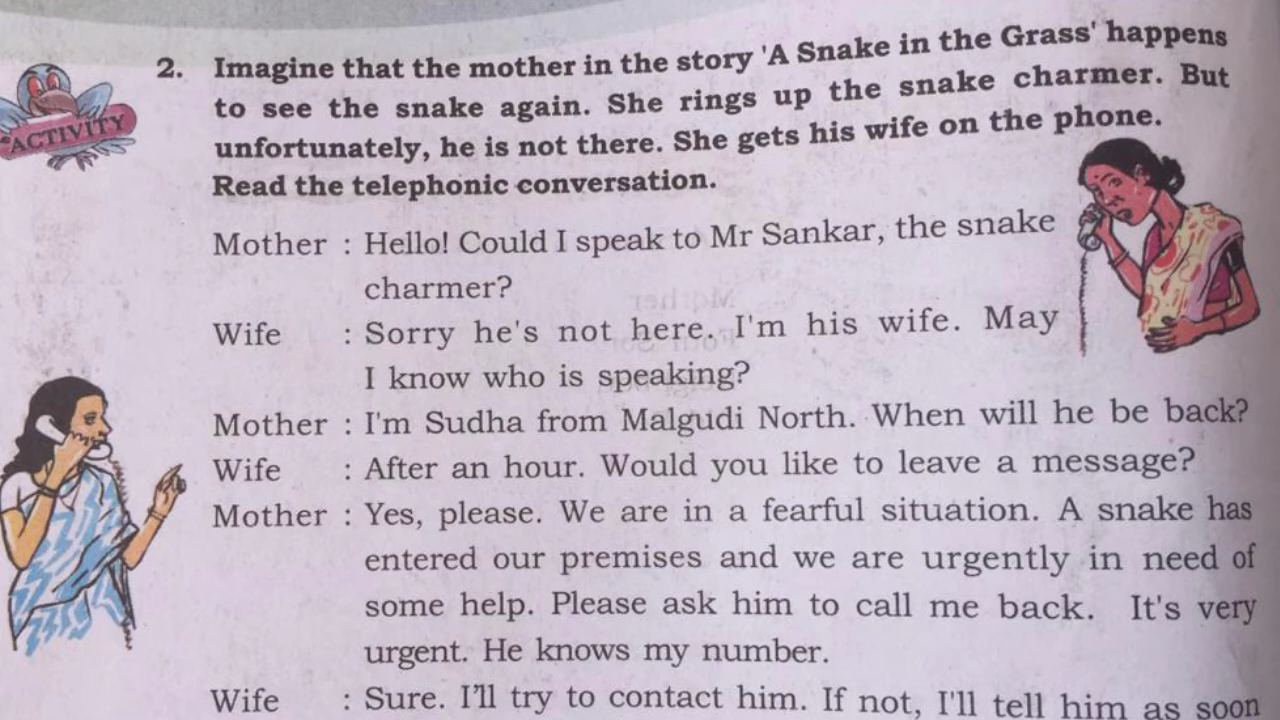 ACTIVITY
2. Imagine that the mother in the story 'A Snake in the Grass' happens
to see the snake again. She rings up the snake charmer. But
unfortunately, he is not there. She gets his wife on the phone.
Read the telephonic conversation.
Mother : Hello! Could I speak to Mr Sankar, the snake
charmer?
Wife : Sorry he's not here. I'm his wife. May
I know who is speaking?
Mother : I'm Sudha from Malgudi North. When will he be back?
Wife : After an hour. Would you like to leave a message?
Mother : Yes, please. We are in a fearful situation. A snake has
entered our premises and we are urgently in need of
some help. Please ask him to call me back. It's very
urgent. He knows my number.
Wife : Sure. I'll try to contact him. If not, I'll tell him as soon